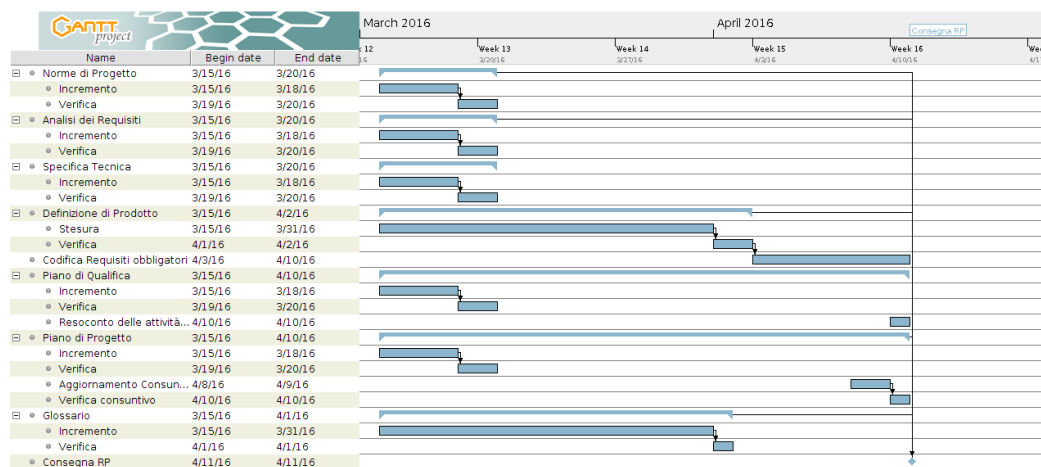 GANTT
project
March 2016 April 2016
Consegna RP
12 Week 13 Week 14 Week 15 Week 16
16 3/20/16 3/27/16 4/3/16 4/10/16
Name Begin date End date
Norme di Progetto 3/15/16 3/20/16
Incremento 3/15/16 3/18/16
Verifica 3/19/16 3/20/16
Analisi dei Requisiti 3/15/16 3/20/16
Incremento 3/15/16 3/18/16
Verifica 3/19/16 3/20/16
Specifica Tecnica 3/15/16 3/20/16
Incremento 3/15/16 3/18/16
Verifica 3/19/16 3/20/16
Definizione di Prodotto 3/15/16 4/2/16
Stesura 3/15/16 3/31/16
Verifica 4/1/16 4/2/16
Codifica Requisiti obbligatori 4/3/16 4/10/16
Piano di Qualifica 3/15/16 4/10/16
Incremento 3/15/16 3/18/16
Verifica 3/19/16 3/20/16
Resoconto delle attività... 4/10/16 4/10/16
Piano di Progetto 3/15/16 4/10/16
Incremento 3/15/16 3/18/16
Verifica 3/19/16 3/20/16
Aggiornamento Consun... 4/8/16 4/9/16
Verifica consuntivo 4/10/16 4/10/16
Glossario 3/15/16 4/1/16
Incremento 3/15/16 3/31/16
Verifica 4/1/16 4/1/16
Consegna RP 4/11/16 4/11/16